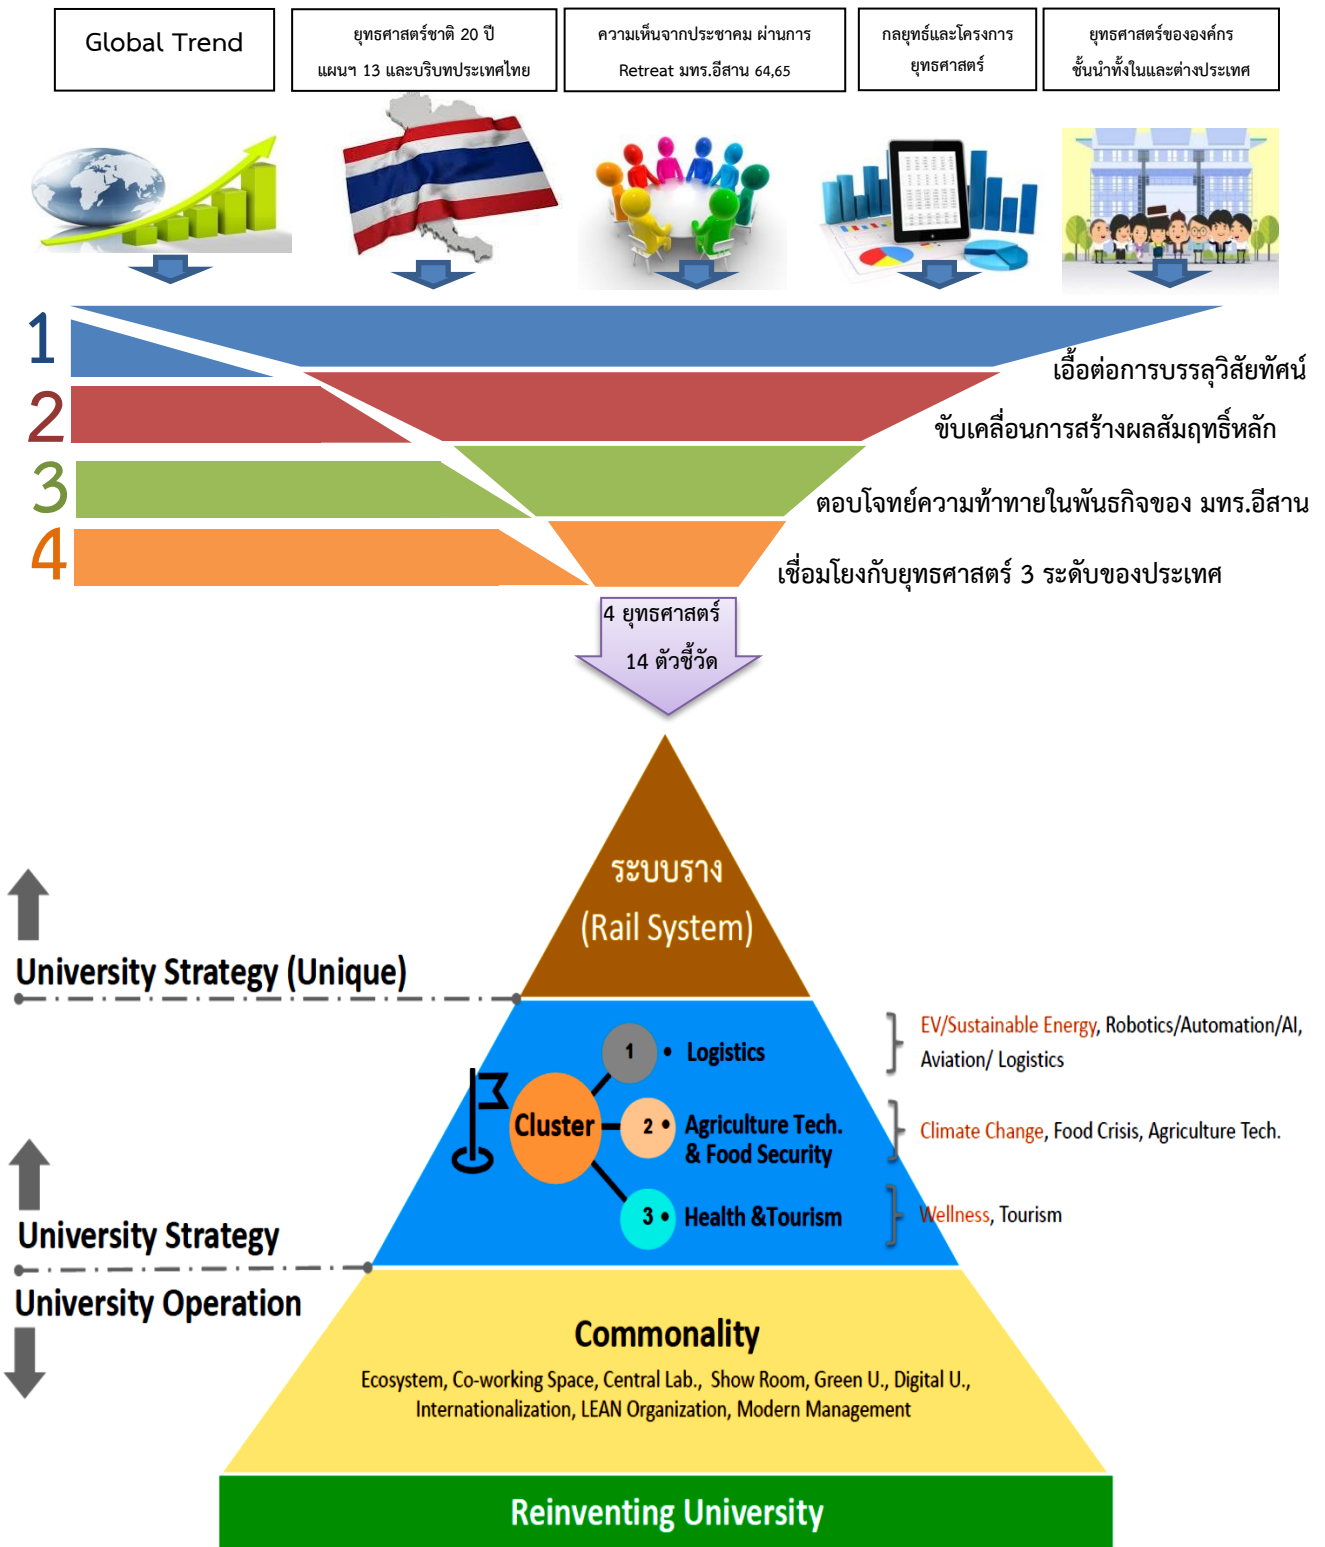 Global Trend
ยุทธศาสตร์ชาติ 20 ปี
แผนฯ 13 และบริบทประเทศไทย
ความเห็นจากประชาคม ผ่านการ
Retreat มทร.อีสาน 64,65
กลยุทธ์และโครงการ
ยุทธศาสตร์
ยุทธศาสตร์ขององค์กร
ชั้นนำทั้งในและต่างประเทศ
1
เอื้อต่อการบรรลุวิสัยทัศน์
2
ขับเคลื่อนการสร้างผลสัมฤทธิ์หลัก
3
ตอบโจทย์ความท้าทายในพันธกิจของ มทร.อีสาน
4
เชื่อมโยงกับยุทธศาสตร์ 3 ระดับของประเทศ
4 ยุทธศาสตร์
14 ตัวชี้วัด
ระบบราง
(Rail System)
University Strategy (Unique)
1 • Logistics
EV/Sustainable Energy, Robotics/Automation/AI,
Aviation/ Logistics
Cluster
2 • Agriculture Tech.
& Food Security
Climate Change, Food Crisis, Agriculture Tech.
3 • Health &Tourism
Wellness, Tourism
University Strategy
University Operation
Commonality
Ecosystem, Co-working Space, Central Lab., Show Room, Green U., Digital U.,
Internationalization, LEAN Organization, Modern Management
Reinventing University